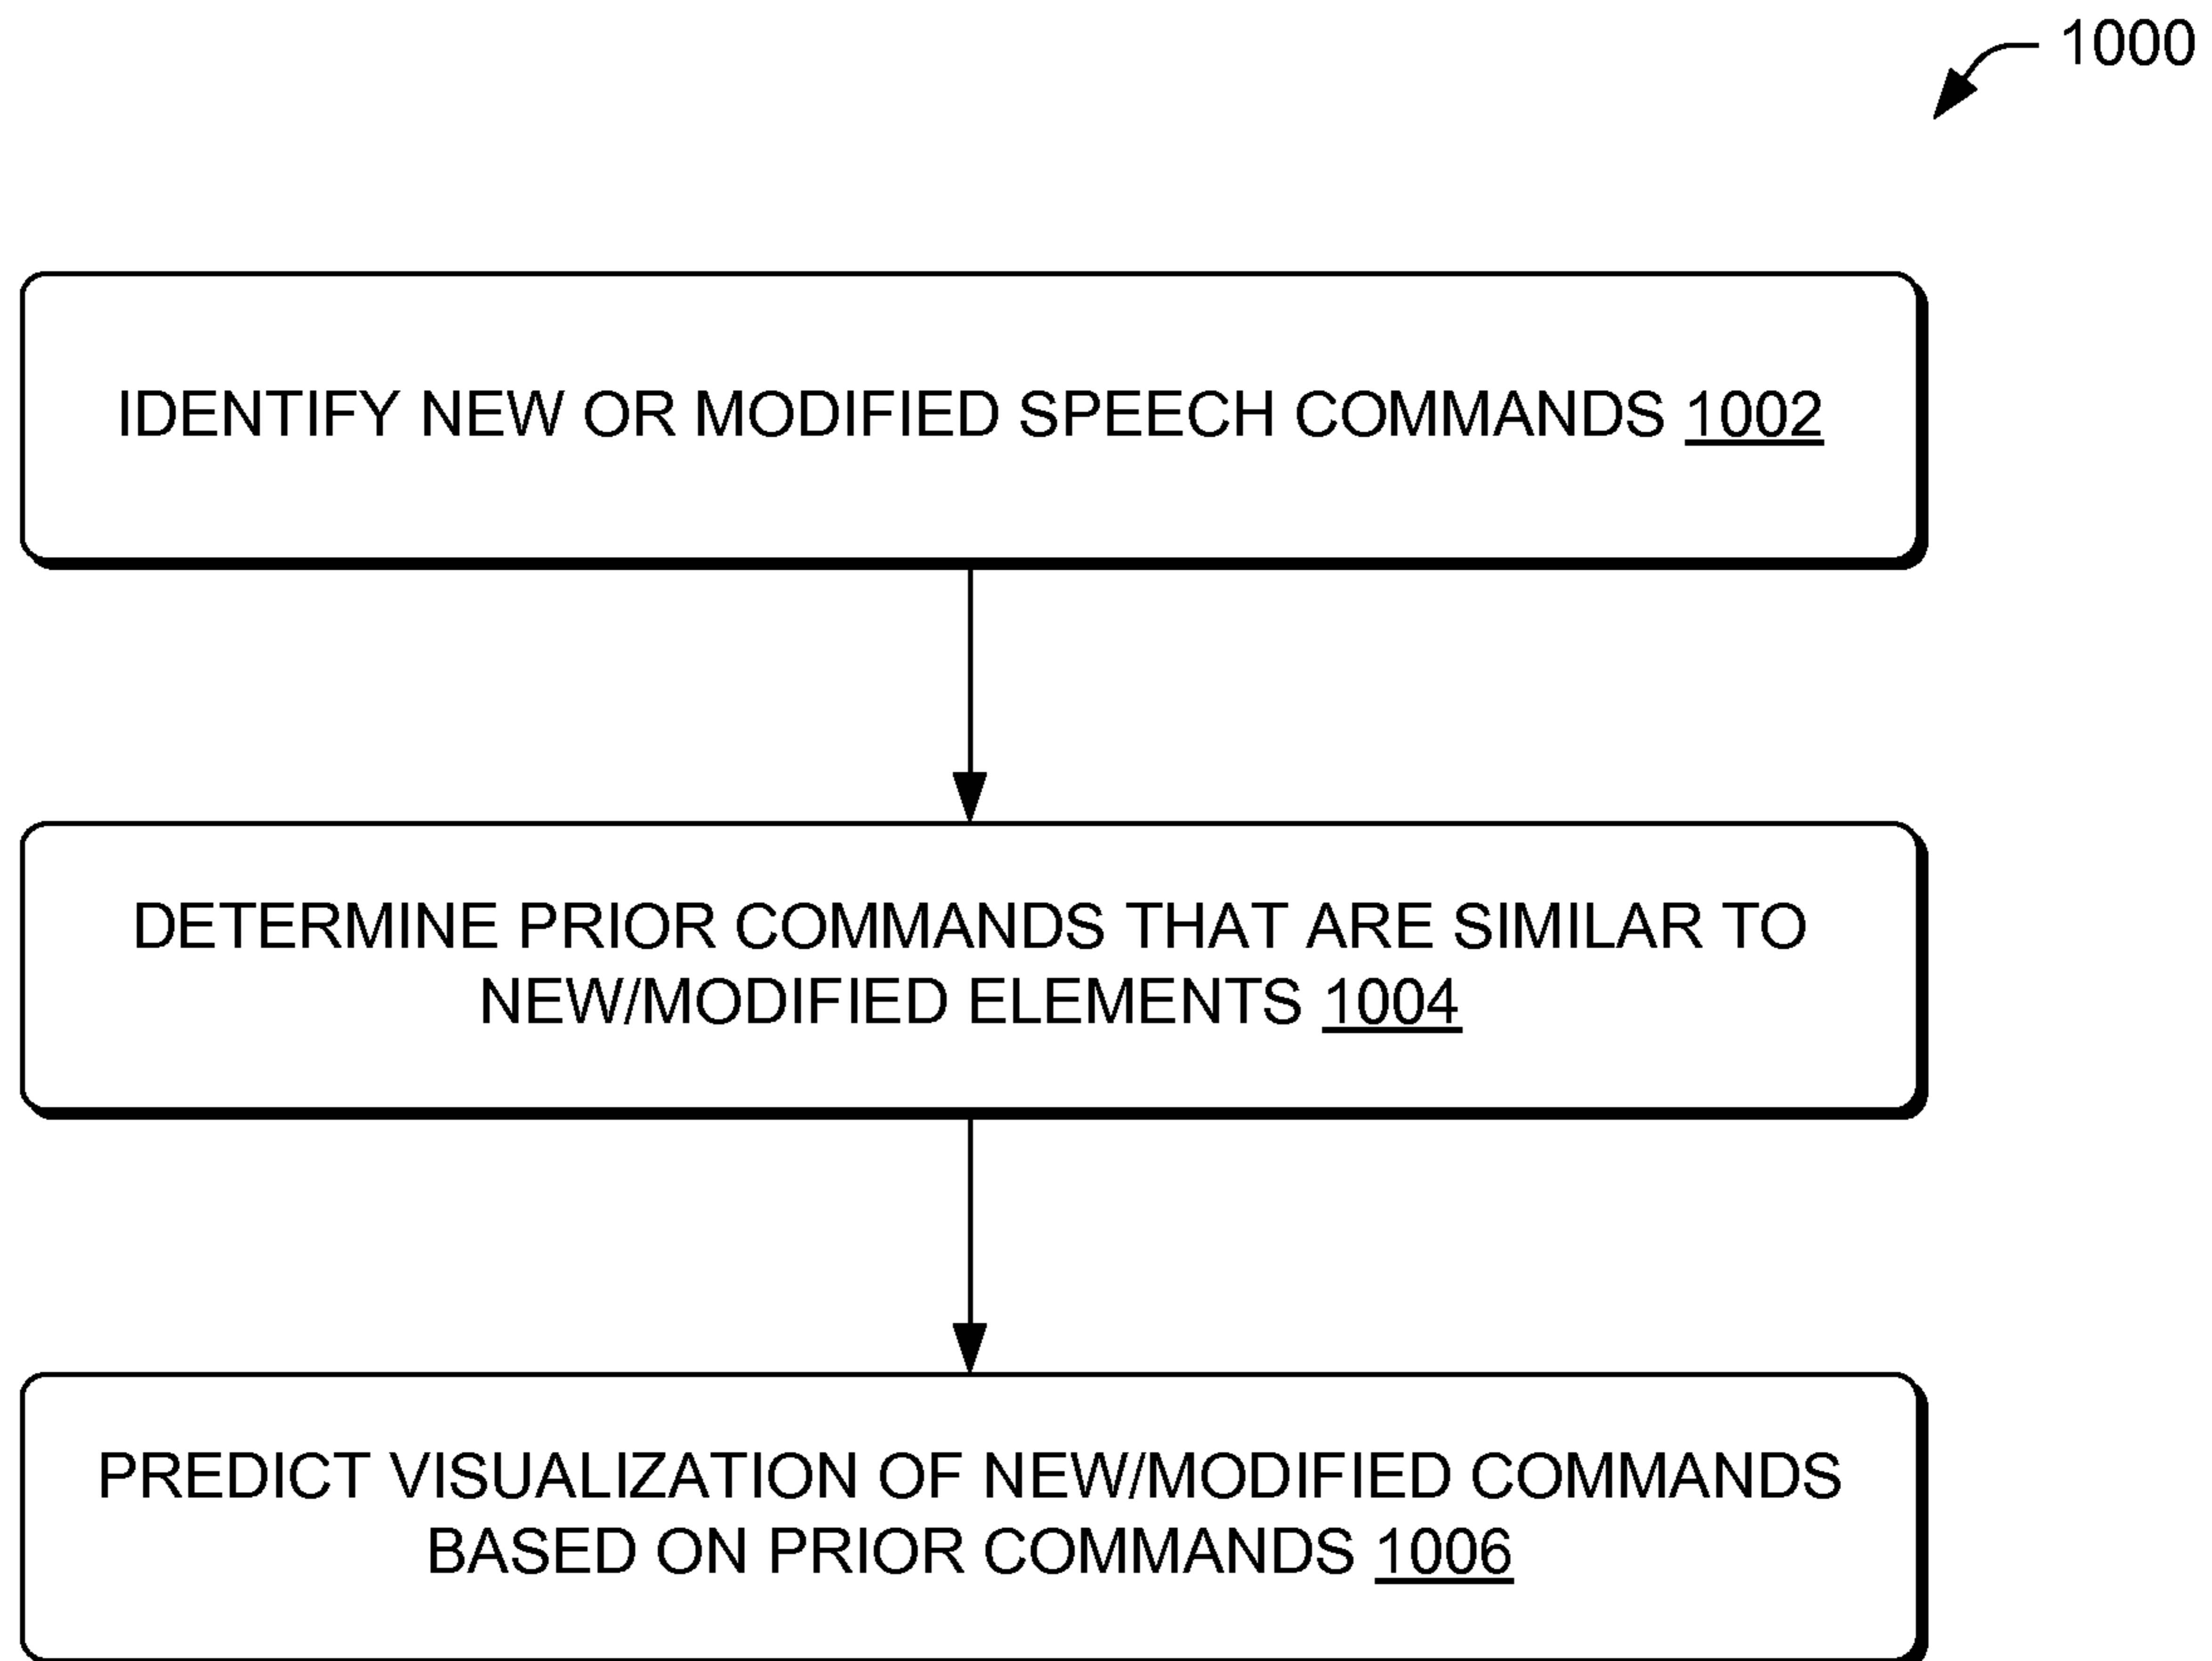 1000
IDENTIFY NEW OR MODIFIED SPEECH COMMANDS 1002
DETERMINE PRIOR COMMANDS THAT ARE SIMILAR TO
NEW/MODIFIED ELEMENTS 1004
PREDICT VISUALIZATION OF NEW/MODIFIED COMMANDS
BASED ON PRIOR COMMANDS 1006